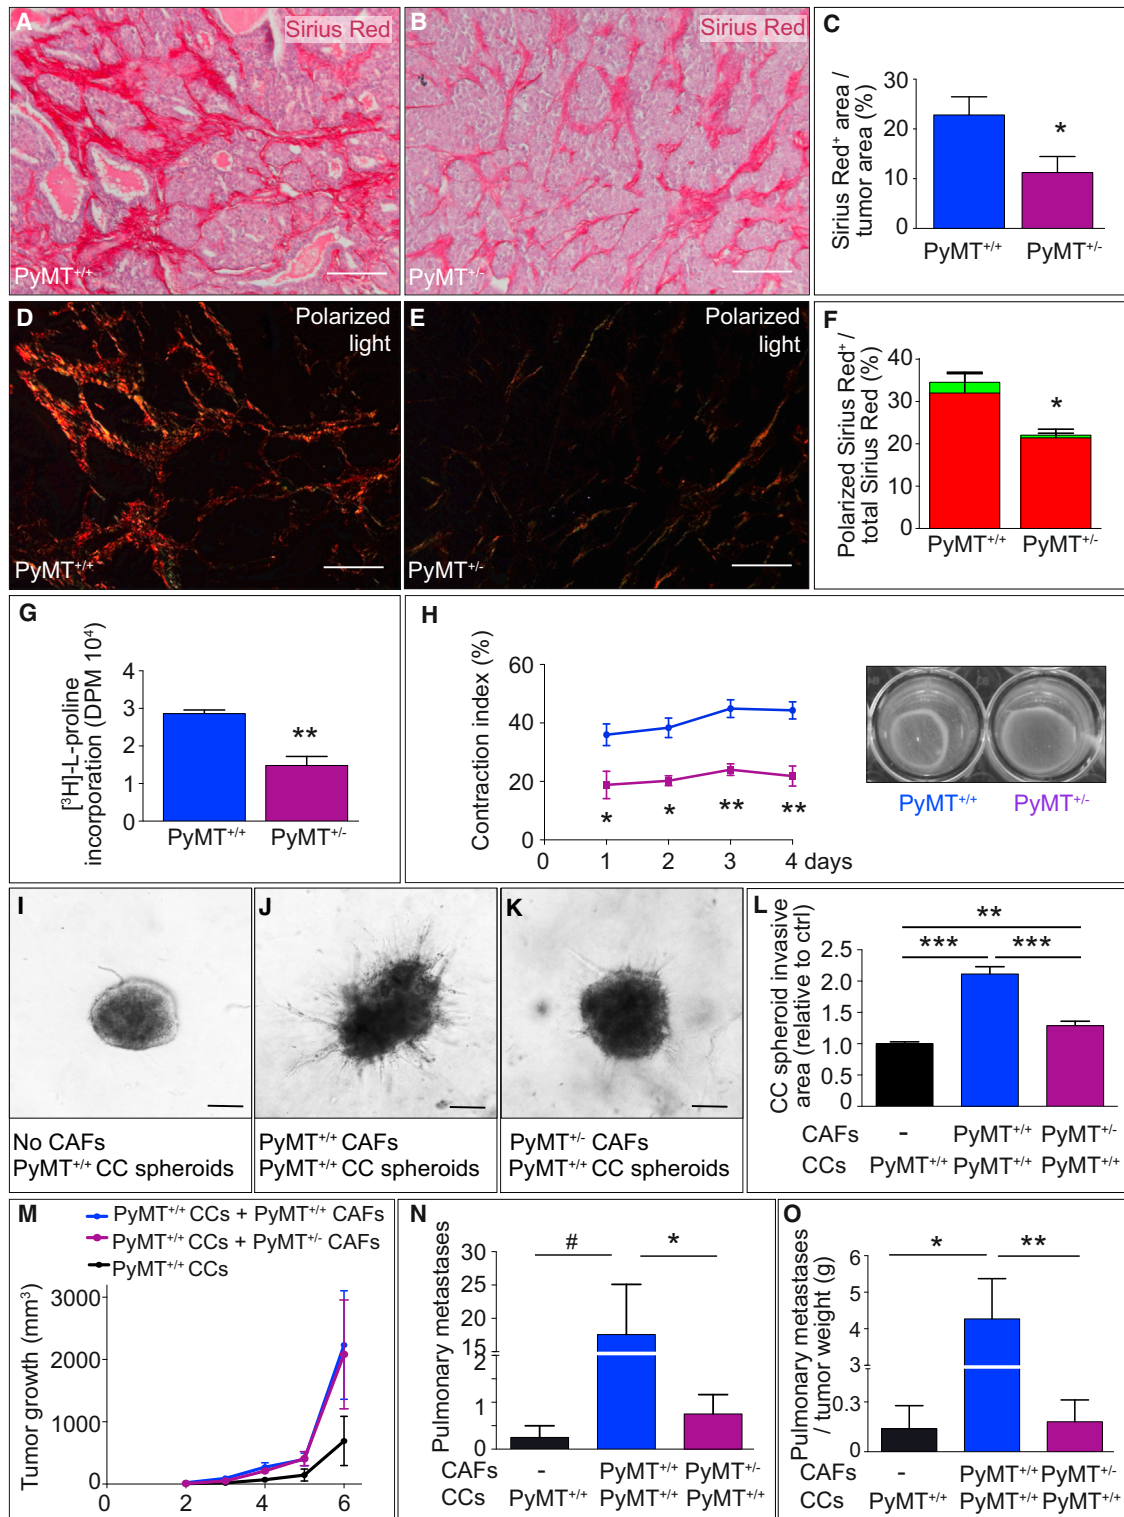 A
Sirius Red
PyMT+/+
B
Sirius Red
PyMT+/-
C
Sirius Red+ area /
tumor area (%)
30
20
10
0
*
PyMT+/+ PyMT+/-
D
Polarized
light
PyMT+/+
E
Polarized
light
PyMT+/-
F
Polarized Sirius Red+ /
total Sirius Red (%)
40
30
20
10
0
*
PyMT+/+ PyMT+/-
G
[3H]-L-proline
incorporation (DPM 10⁴)
4
3
2
1
0
**
PyMT+/+ PyMT+/-
H
Contraction index (%)
60
40
20
0
* * ** **
0 1 2 3 4 days
PyMT+/+ PyMT+/-
I
No CAFs
PyMT+/+ CC spheroids
J
PyMT+/+ CAFs
PyMT+/+ CC spheroids
K
PyMT+/- CAFs
PyMT+/+ CC spheroids
L
CC spheroid invasive
area (relative to ctrl)
2.5
2.0
1.5
1.0
0.5
0
**
*** ***
CAFs - PyMT+/+ PyMT+/-
CCs PyMT+/+ PyMT+/+ PyMT+/+
M
PyMT+/+ CCs + PyMT+/+ CAFs
PyMT+/+ CCs + PyMT+/- CAFs
PyMT+/+ CCs
Tumor growth (mm³)
3000
2000
1000
0
0 2 4 6
N
Pulmonary metastases
30
25
20
15
2
1
0
# *
CAFs - PyMT+/+ PyMT+/-
CCs PyMT+/+ PyMT+/+ PyMT+/+
O
Pulmonary metastases
/ tumor weight (g)
6
5
4
3
0.3
0
* **
CAFs - PyMT+/+ PyMT+/-
CCs PyMT+/+ PyMT+/+ PyMT+/+